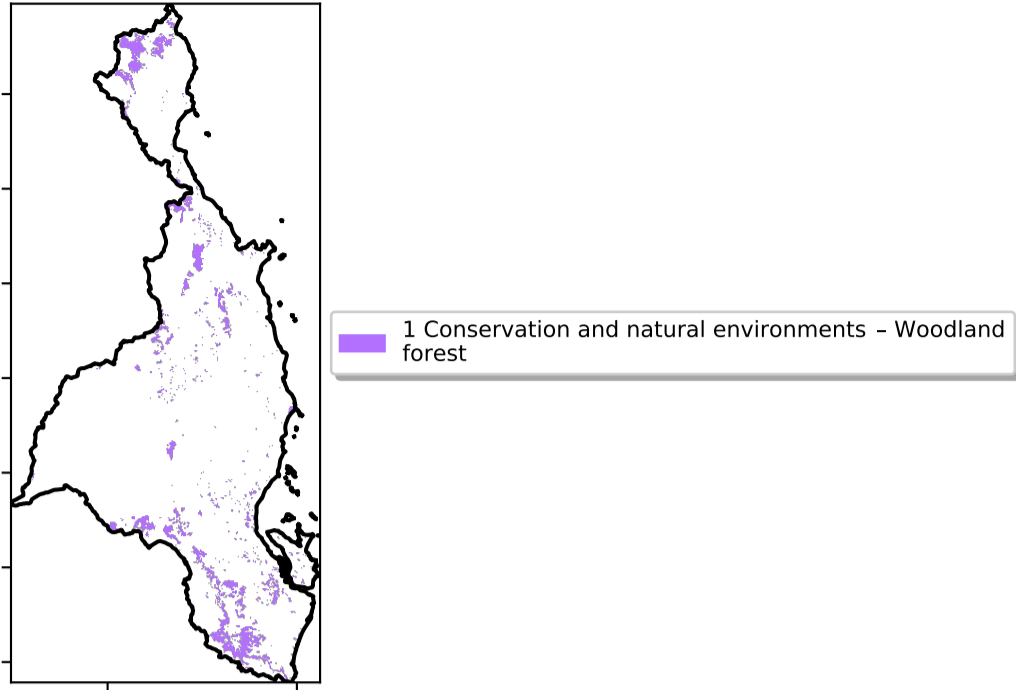 1 Conservation and natural environments – Woodland
forest